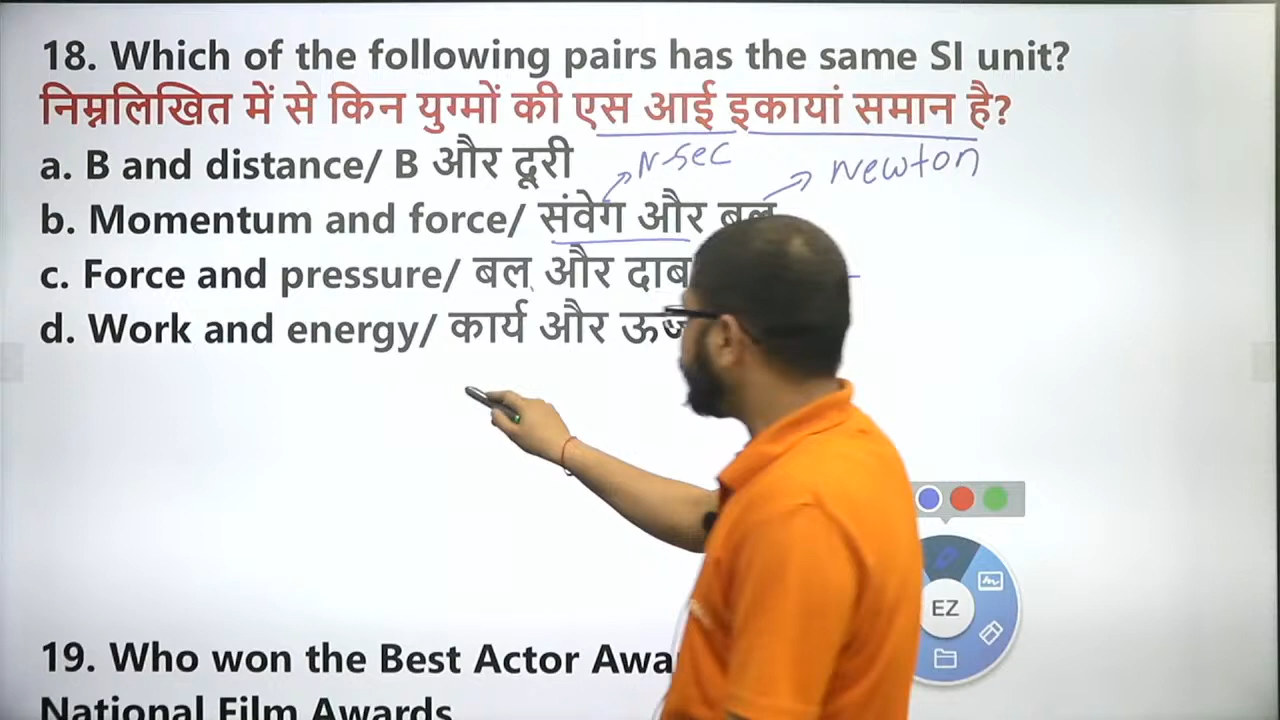 18. Which of the following pairs has the same SI unit?
निम्नलिखित में से किन युग्मों की एस आई इकायां समान है?
a. B and distance/ B और दूरी
N-sec
Newton
b. Momentum and force/ संवेग और बल
c. Force and pressure/ बल और दाब
d. Work and energy/ कार्य और
EZ
19. Who won the Best Actor
National Film Awards